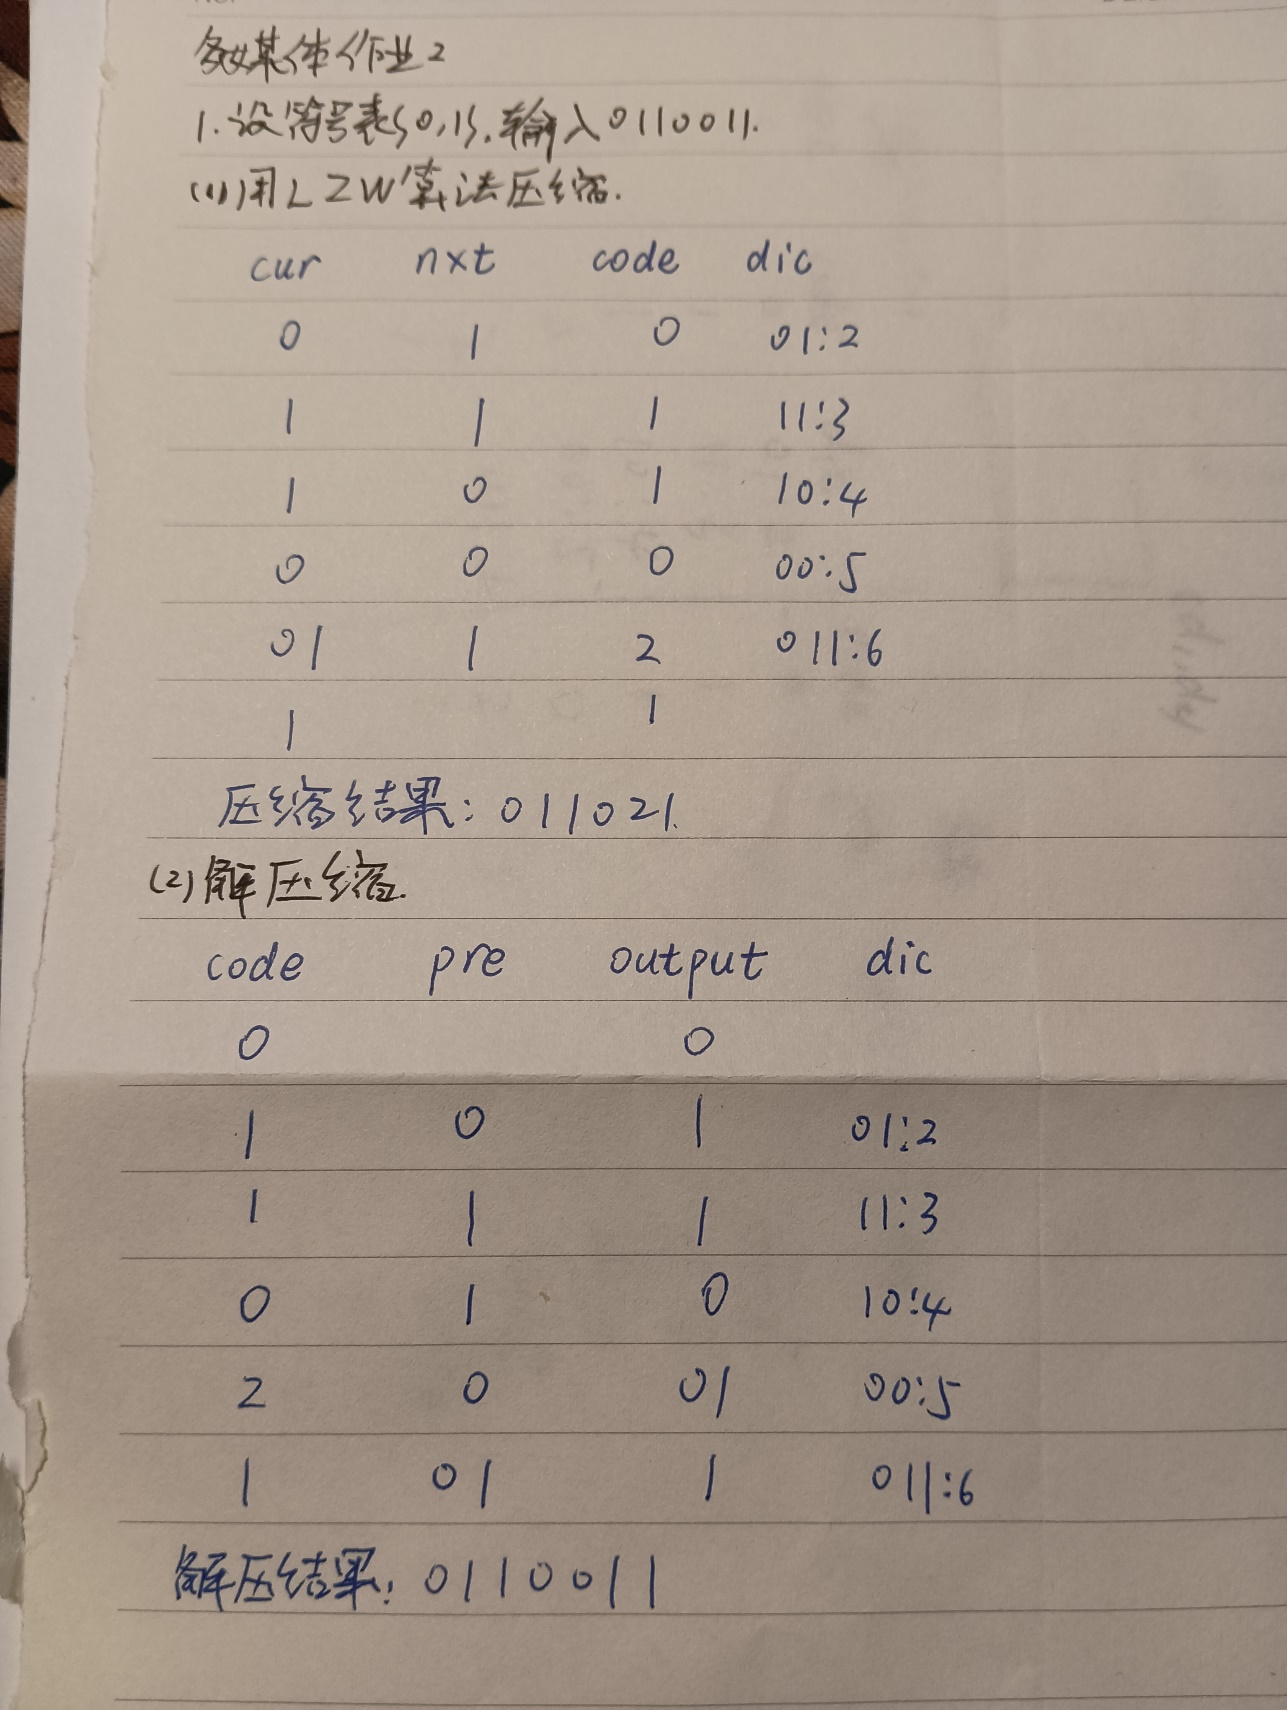 多媒体作业2
1.设符号表{0,1},输入0110011.
(1)用LZW算法压缩.
cur nxt code dic
0 1 0 01:2
1 1 1 11:3
1 0 1 10:4
0 0 0 00:5
01 1 2 011:6
1 1
压缩结果:011021.
(2)解压缩.
code pre output dic
0 0
1 0 1 01:2
1 1 1 11:3
0 1 0 10:4
2 0 01 00:5
1 01 1 011:6
解压结果:0110011